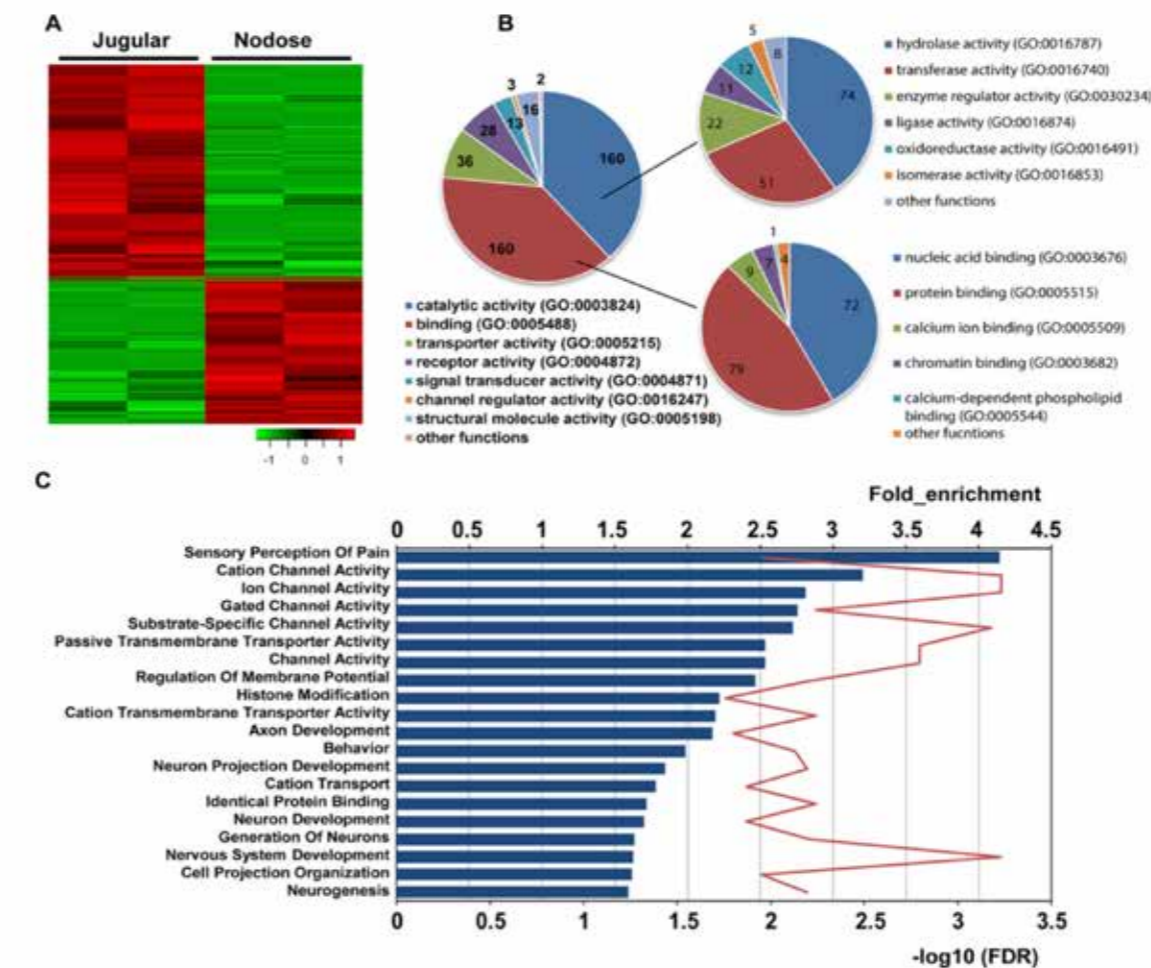 A
Jugular Nodose
-1 0 1
B
160
160
36
28
13
3
16
2
74
51
22
11
12
5
8
72
79
9
7
1
4
• catalytic activity (GO:0003824)
• binding (GO:0005488)
• transporter activity (GO:0005215)
• receptor activity (GO:0004872)
• signal transducer activity (GO:0004871)
• channel regulator activity (GO:0016247)
• structural molecule activity (GO:0005198)
• other functions
• hydrolase activity (GO:0016787)
• transferase activity (GO:0016740)
• enzyme regulator activity (GO:0030234)
• ligase activity (GO:0016874)
• oxidoreductase activity (GO:0016491)
• isomerase activity (GO:0016853)
• other functions
• nucleic acid binding (GO:0003676)
• protein binding (GO:0005515)
• calcium ion binding (GO:0005509)
• chromatin binding (GO:0003682)
• calcium-dependent phospholipid
binding (GO:0005544)
• other fucntions
C
Fold_enrichment
0 0.5 1 1.5 2 2.5 3 3.5 4 4.5
Sensory Perception Of Pain
Cation Channel Activity
Ion Channel Activity
Gated Channel Activity
Substrate-Specific Channel Activity
Passive Transmembrane Transporter Activity
Channel Activity
Regulation Of Membrane Potential
Histone Modification
Cation Transmembrane Transporter Activity
Axon Development
Behavior
Neuron Projection Development
Cation Transport
Identical Protein Binding
Neuron Development
Generation Of Neurons
Nervous System Development
Cell Projection Organization
Neurogenesis
0 0.5 1 1.5 2 2.5 3 3.5
-log10 (FDR)